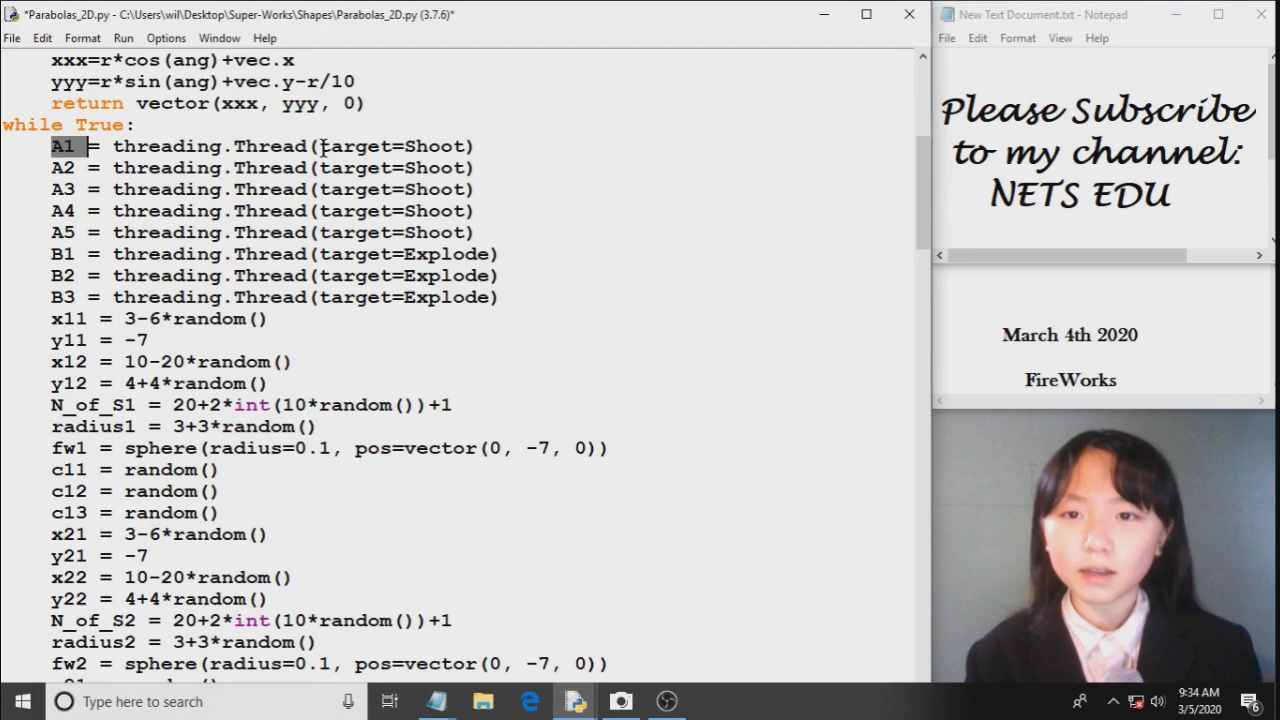 *Parabolas_2D.py - C:\Users\wil\Desktop\Super-Works\Shapes\Parabolas_2D.py (3.7.6)*
File Edit Format Run Options Window Help
xxx=r*cos(ang)+vec.x
yyy=r*sin(ang)+vec.y-r/10
return vector(xxx, yyy, 0)
while True:
A1 = threading.Thread(target=Shoot)
A2 = threading.Thread(target=Shoot)
A3 = threading.Thread(target=Shoot)
A4 = threading.Thread(target=Shoot)
A5 = threading.Thread(target=Shoot)
B1 = threading.Thread(target=Explode)
B2 = threading.Thread(target=Explode)
B3 = threading.Thread(target=Explode)
x11 = 3-6*random()
y11 = -7
x12 = 10-20*random()
y12 = 4+4*random()
N_of_S1 = 20+2*int(10*random())+1
radius1 = 3+3*random()
fw1 = sphere(radius=0.1, pos=vector(0, -7, 0))
c11 = random()
c12 = random()
c13 = random()
x21 = 3-6*random()
y21 = -7
x22 = 10-20*random()
y22 = 4+4*random()
N_of_S2 = 20+2*int(10*random())+1
radius2 = 3+3*random()
fw2 = sphere(radius=0.1, pos=vector(0, -7, 0))
New Text Document.txt - Notepad
File Edit Format View Help
Please Subscribe
to my channel:
NETS EDU
March 4th 2020
FireWorks
Type here to search
9:34 AM
3/5/2020
6